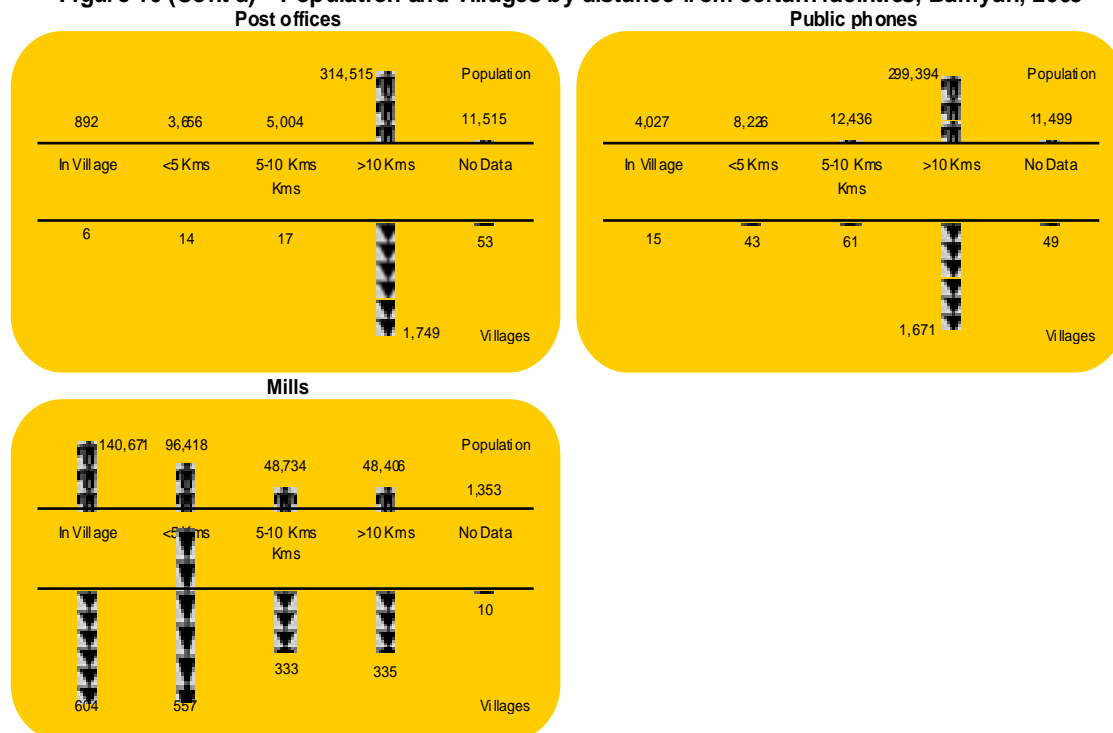 Post offices
314,515 Population
892 3,656 5,004 11,515
In Village <5 Kms 5-10 Kms >10 Kms No Data
Kms
6 14 17 53
1,749 Villages
Public phones
299,394 Population
4,027 8,226 12,436 11,499
In Village <5 Kms 5-10 Kms >10 Kms No Data
Kms
15 43 61 49
1,671 Villages
Mills
140,671 96,418 Population
48,734 48,406
1,353
In Village <5 Kms 5-10 Kms >10 Kms No Data
Kms
10
333 335
604 557 Villages